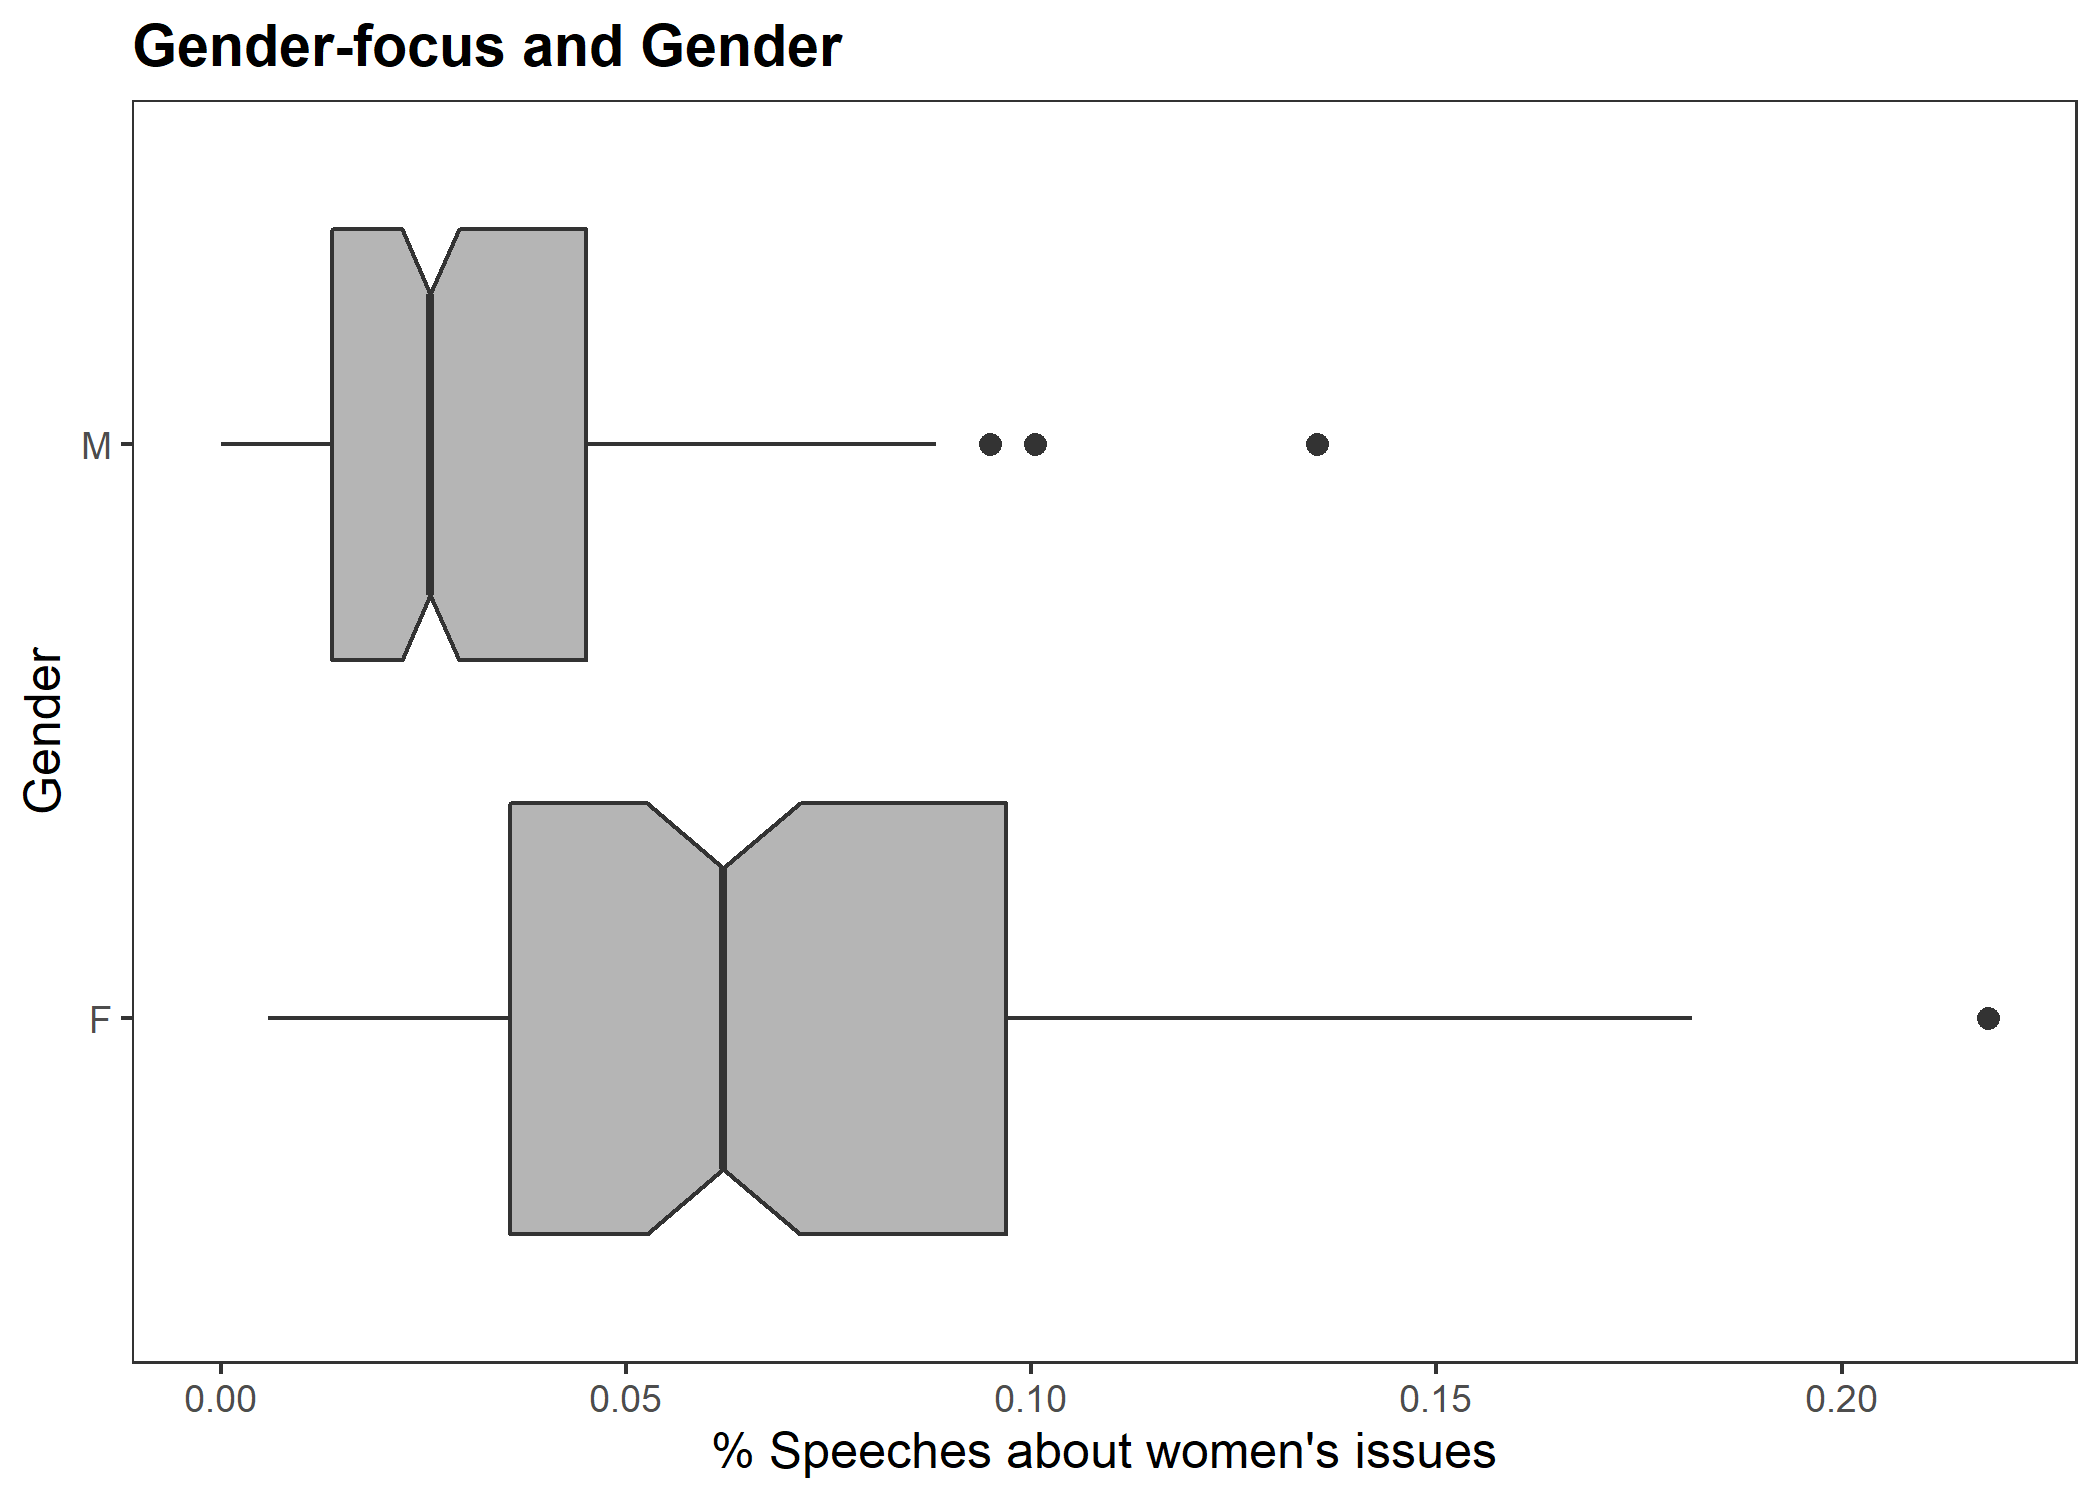 Gender-focus and Gender
Gender
M
F
0.00 0.05 0.10 0.15 0.20
% Speeches about women's issues